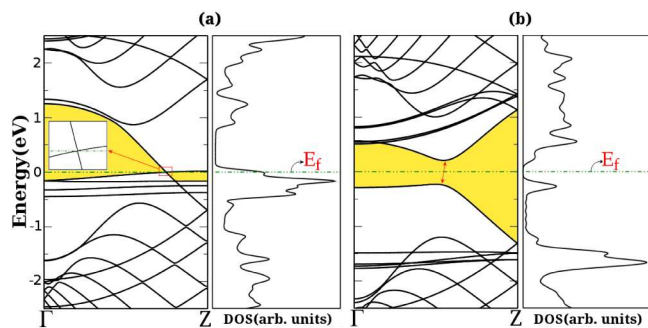 (a) (b)
Energy(eV)
2
1
0
-1
-2
E_f
E_f
Γ Z DOS(arb. units) Γ Z DOS(arb. units)